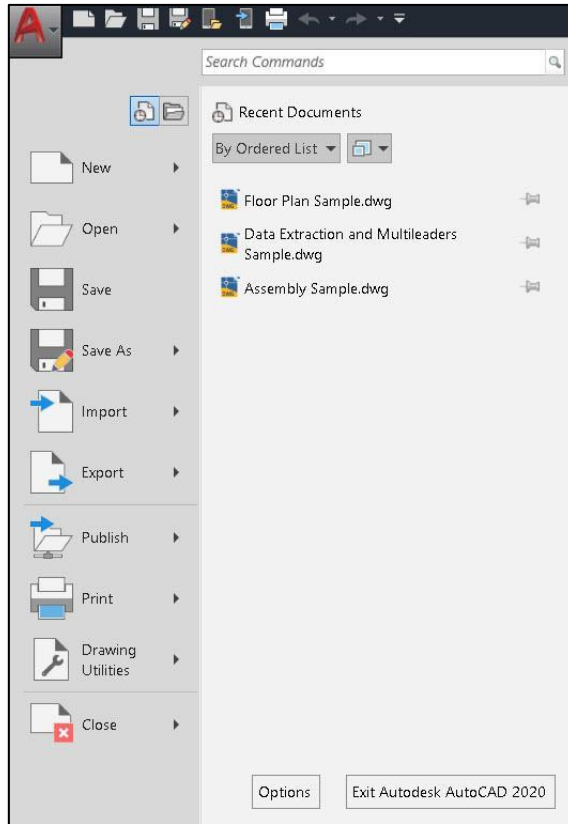 Search Commands
Recent Documents
By Ordered List
New
Open
Save
Save As
Import
Export
Publish
Print
Drawing
Utilities
Close
Floor Plan Sample.dwg
Data Extraction and Multileaders
Sample.dwg
Assembly Sample.dwg
Options
Exit Autodesk AutoCAD 2020